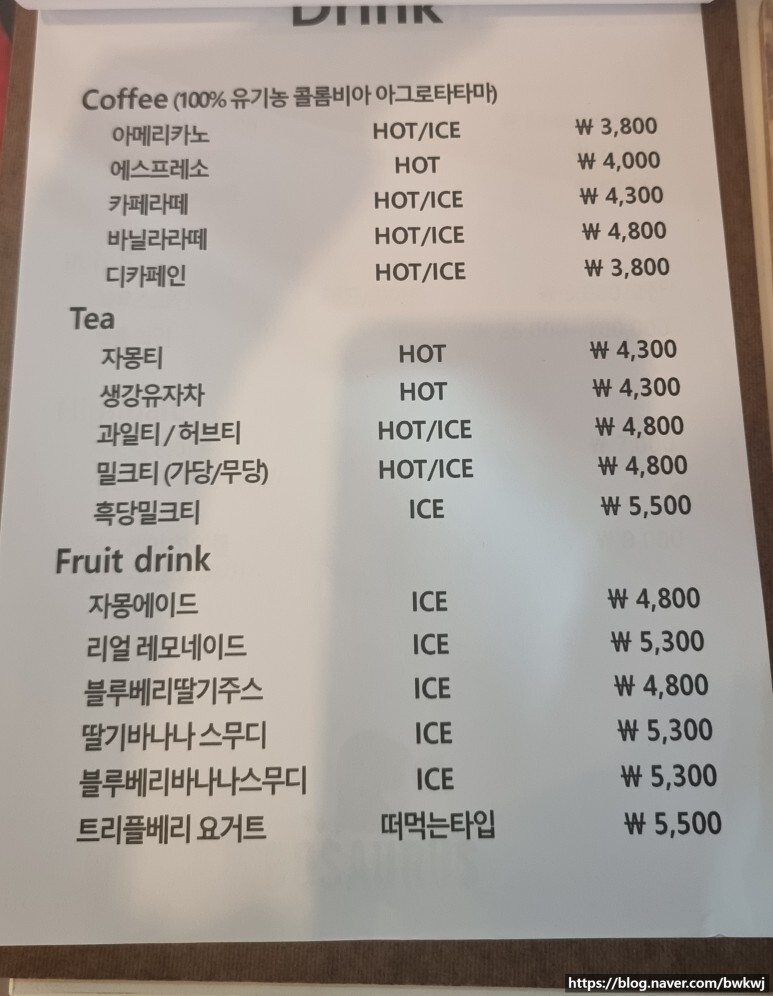 Drink
Coffee (100% 유기농 콜롬비아 아그로타타마)
아메리카노 HOT/ICE ₩ 3,800
에스프레소 HOT ₩ 4,000
카페라떼 HOT/ICE ₩ 4,300
바닐라라떼 HOT/ICE ₩ 4,800
디카페인 HOT/ICE ₩ 3,800
Tea
자몽티 HOT ₩ 4,300
생강유자차 HOT ₩ 4,300
과일티 / 허브티 HOT/ICE ₩ 4,800
밀크티 (가당/무당) HOT/ICE ₩ 4,800
흑당밀크티 ICE ₩ 5,500
Fruit drink
자몽에이드 ICE ₩ 4,800
리얼 레모네이드 ICE ₩ 5,300
블루베리딸기주스 ICE ₩ 4,800
딸기바나나 스무디 ICE ₩ 5,300
블루베리바나나스무디 ICE ₩ 5,300
트리플베리 요거트 떠먹는타입 ₩ 5,500
https://blog.naver.com/bwkwj